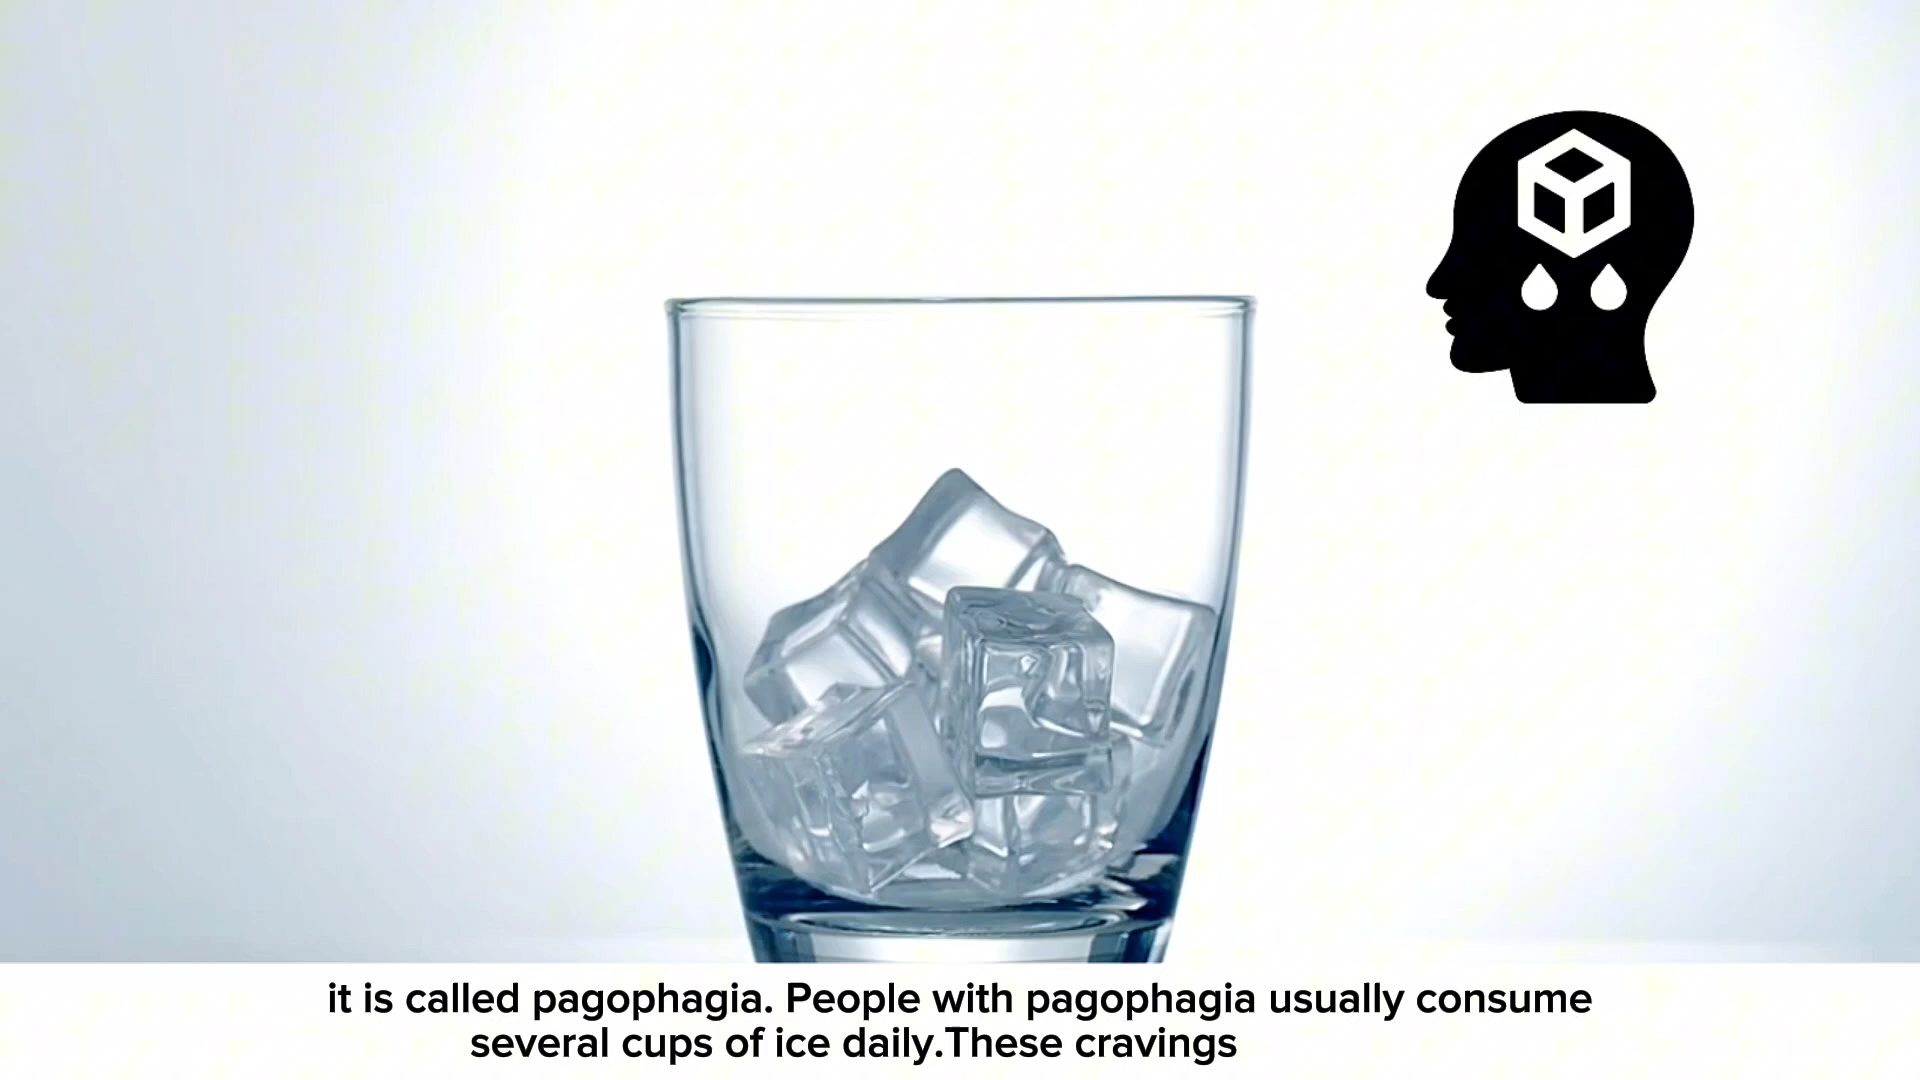 it is called pagophagia. People with pagophagia usually consume
several cups of ice daily.These cravings